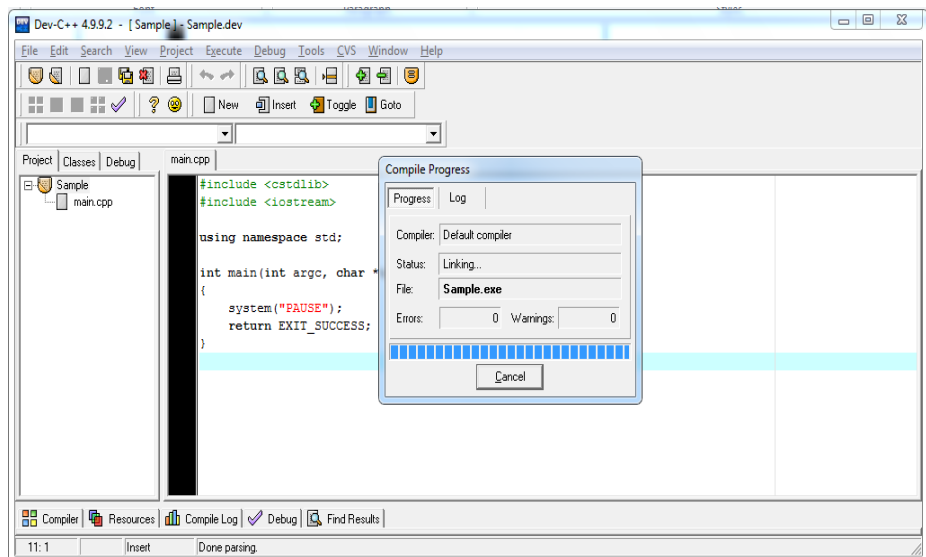 Dev-C++ 4.9.9.2 - [ Sample ] - Sample.dev
File Edit Search View Project Execute Debug Tools CVS Window Help
New Insert Toggle Goto
Project Classes Debug
main.cpp
Sample
main.cpp
#include <cstdlib>
#include <iostream>
using namespace std;
int main(int argc, char *
{
system("PAUSE");
return EXIT_SUCCESS;
}
Compile Progress
Progress Log
Compiler: Default compiler
Status: Linking...
File: Sample.exe
Errors: 0 Warnings: 0
Cancel
Compiler Resources Compile Log Debug Find Results
11: 1 Insert Done parsing.